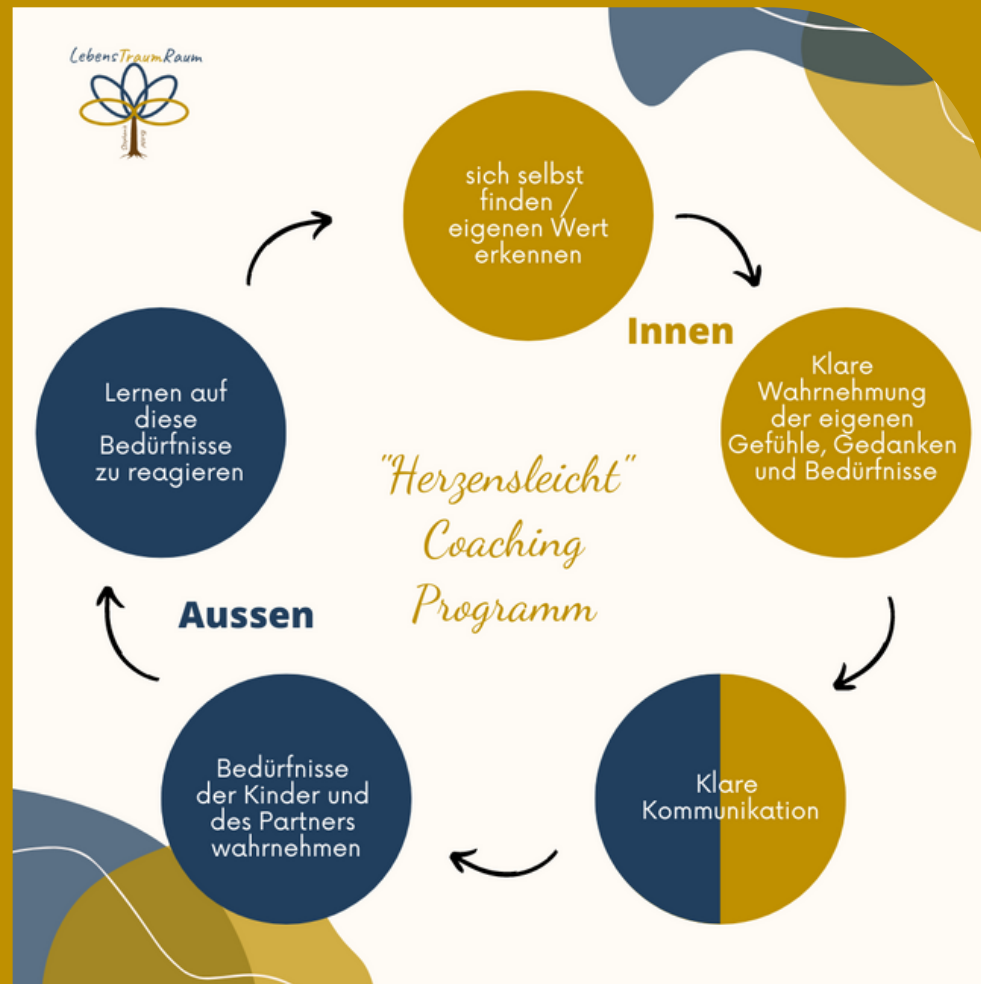 LebensTraumRaum
sich selbst
finden /
eigenen Wert
erkennen
Innen
Klare
Wahrnehmung
der eigenen
Gefühle, Gedanken
und Bedürfnisse
Lernen auf
diese
Bedürfnisse
zu reagieren
"Herzensleicht"
Coaching
Programm
Aussen
Bedürfnisse
der Kinder und
des Partners
wahrnehmen
Klare
Kommunikation